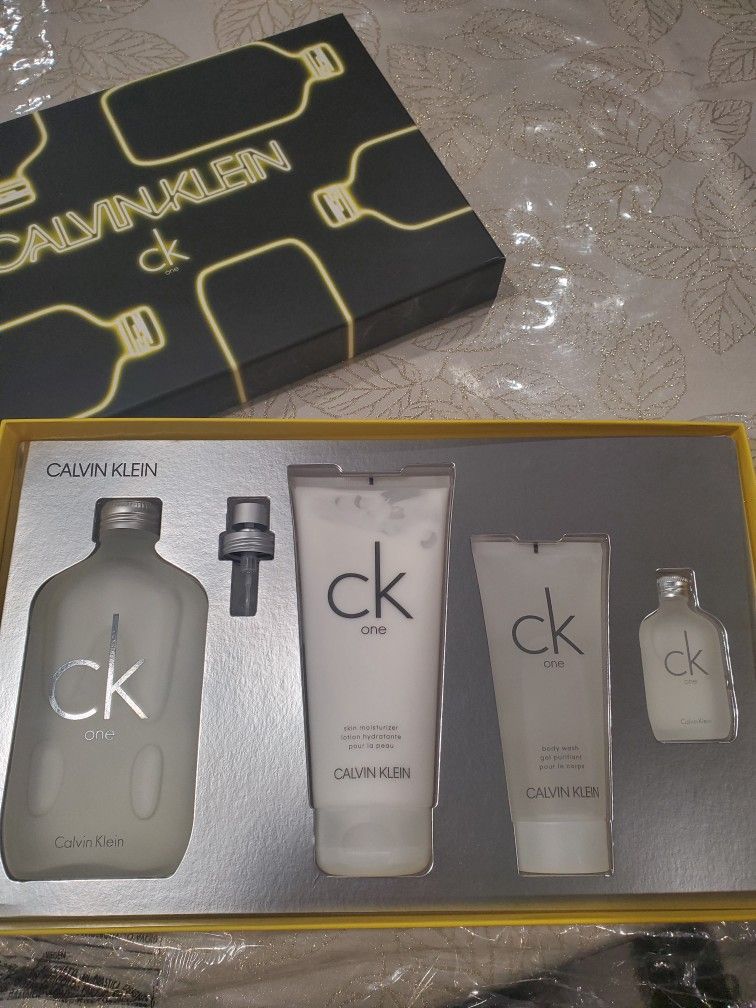 CALVIN KLEIN
ck
one
CALVIN KLEIN
ck
one
Calvin Klein
ck
one
skin moisturizer
lotion hydratante
pour la peau
CALVIN KLEIN
ck
one
body wash
gel purifiant
pour le corps
CALVIN KLEIN
ck
one
Calvin Klein